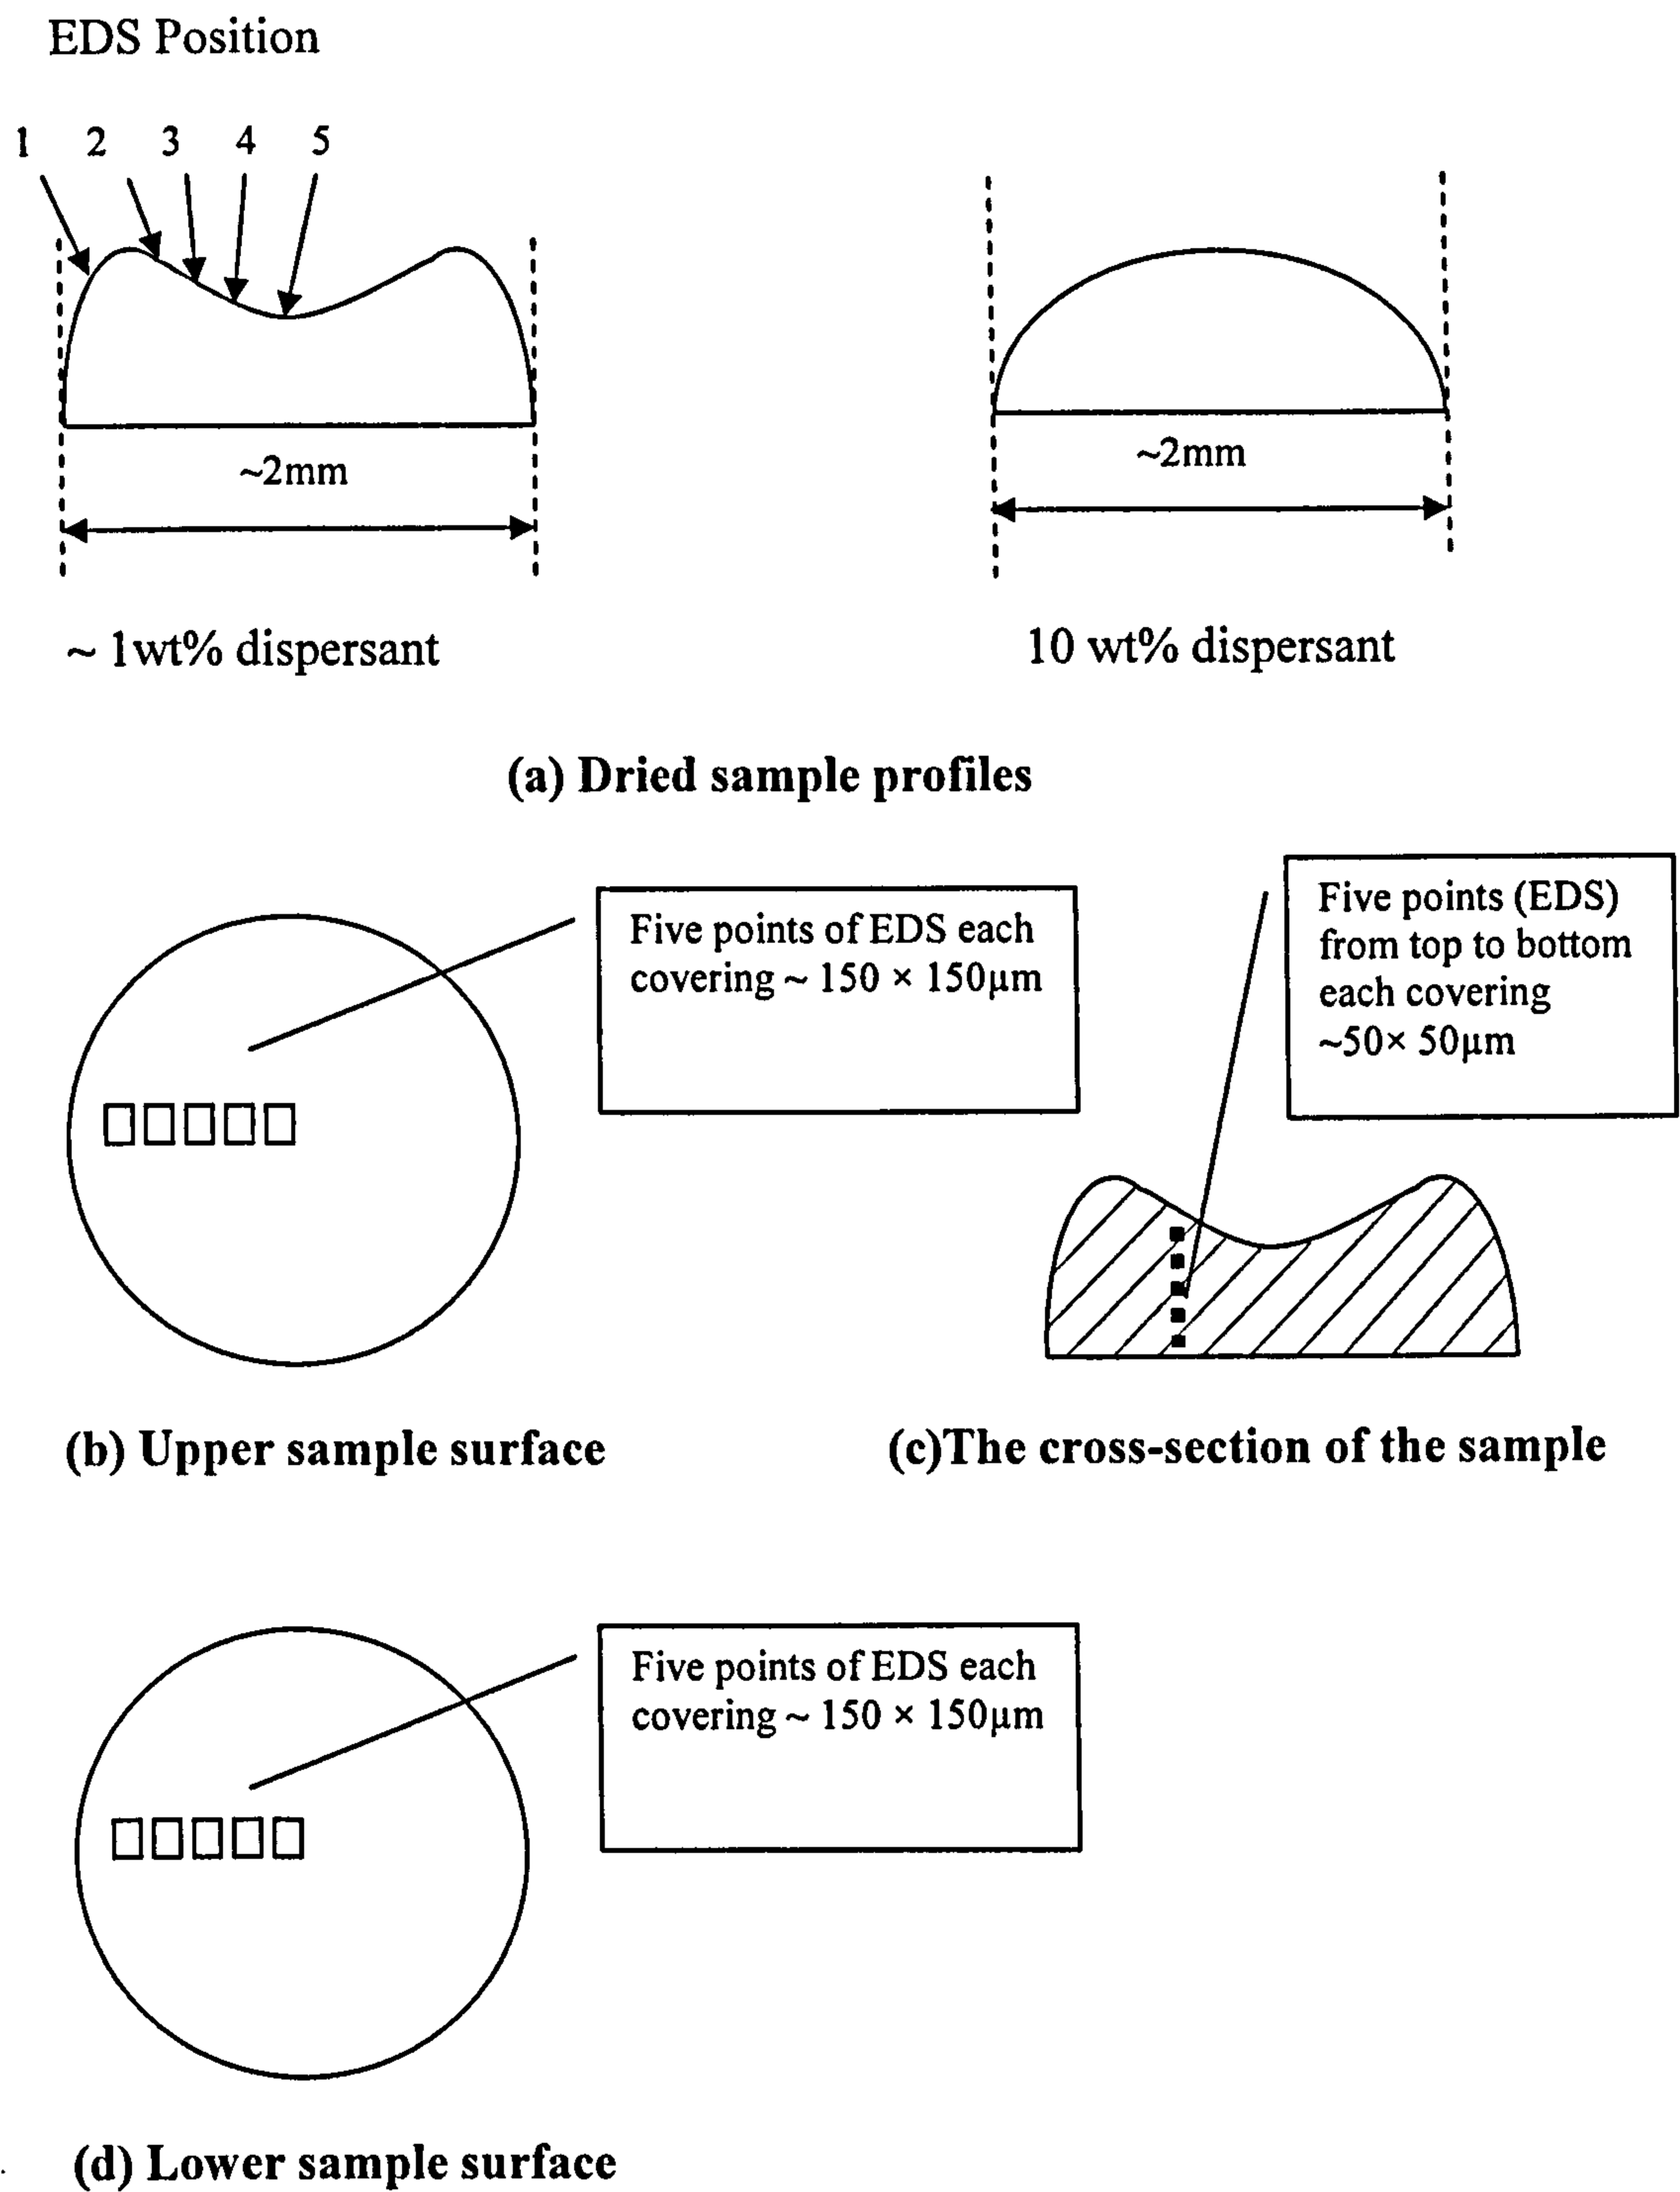 EDS Position
1 2 3 4 5
~2mm
~2mm
~ 1wt% dispersant
10 wt% dispersant
(a) Dried sample profiles
Five points of EDS each
covering ~ 150 × 150μm
Five points (EDS)
from top to bottom
each covering
~50× 50μm
(b) Upper sample surface
(c)The cross-section of the sample
Five points of EDS each
covering ~ 150 × 150μm
(d) Lower sample surface